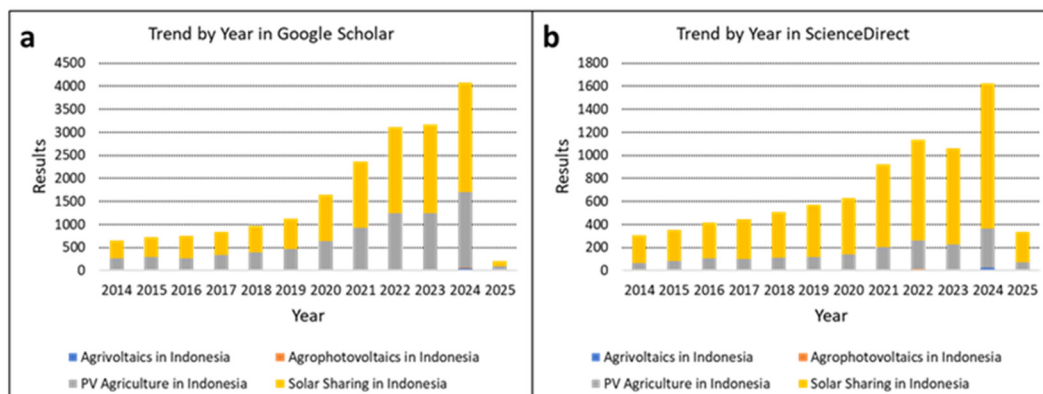 a
Trend by Year in Google Scholar
4500
4000
3500
3000
2500
2000
1500
1000
500
0
Results
2014 2015 2016 2017 2018 2019 2020 2021 2022 2023 2024 2025
Year
Agrivoltaics in Indonesia
Agrophotovoltaics in Indonesia
PV Agriculture in Indonesia
Solar Sharing in Indonesia
b
Trend by Year in ScienceDirect
1800
1600
1400
1200
1000
800
600
400
200
0
Results
2014 2015 2016 2017 2018 2019 2020 2021 2022 2023 2024 2025
Year
Agrivoltaics in Indonesia
Agrophotovoltaics in Indonesia
PV Agriculture in Indonesia
Solar Sharing in Indonesia